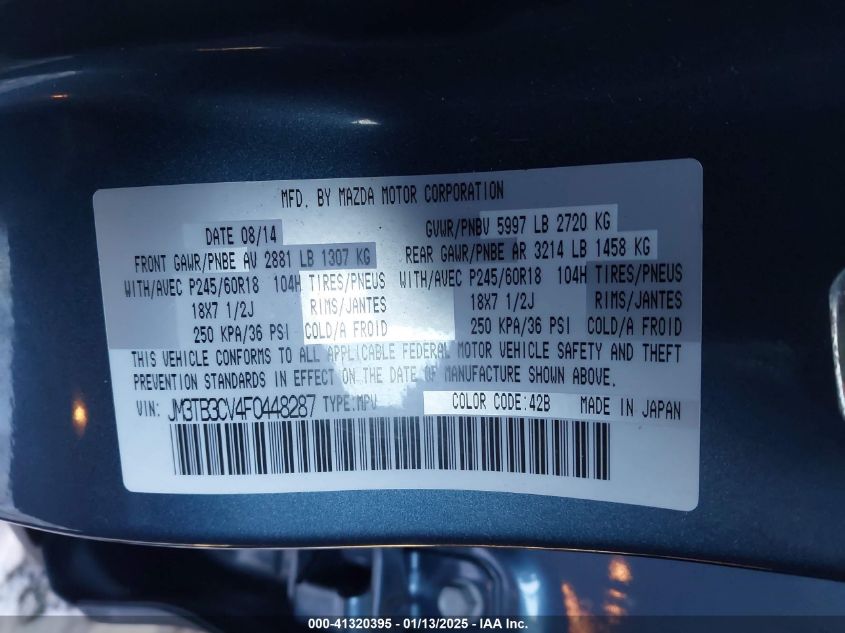 MFD. BY MAZDA MOTOR CORPORATION
DATE 08/14 GVWR/PNBV 5997 LB 2720 KG
FRONT GAWR/PNBE AV 2881 LB 1307 KG REAR GAWR/PNBE AR 3214 LB 1458 KG
WITH/AVEC P245/60R18 104H TIRES/PNEUS WITH/AVEC P245/60R18 104H TIRES/PNEUS
18X7 1/2J RIMS/JANTES 18X7 1/2J RIMS/JANTES
250 KPA/36 PSI COLD/A FROID 250 KPA/36 PSI COLD/A FROID
THIS VEHICLE CONFORMS TO ALL APPLICABLE FEDERAL MOTOR VEHICLE SAFETY AND THEFT
PREVENTION STANDARDS IN EFFECT ON THE DATE OF MANUFACTURE SHOWN ABOVE.
VIN: JM3TB3CV4F0448287 TYPE:MPV COLOR CODE:42B MADE IN JAPAN
000-41320395 - 01/13/2025 - IAA Inc.